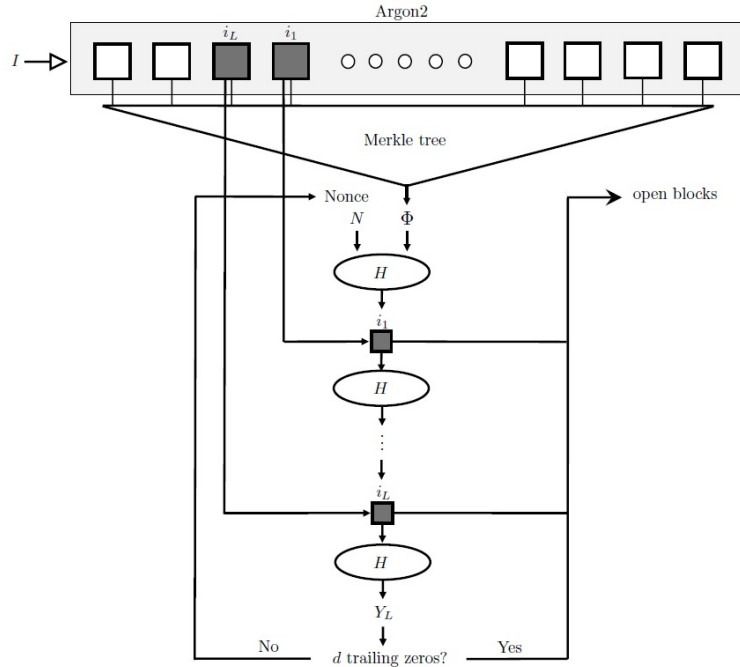 Argon2
I
i_L
i_1
Merkle tree
Nonce
open blocks
N
Φ
H
i_1
H
⋮
i_L
H
Y_L
No
d trailing zeros?
Yes